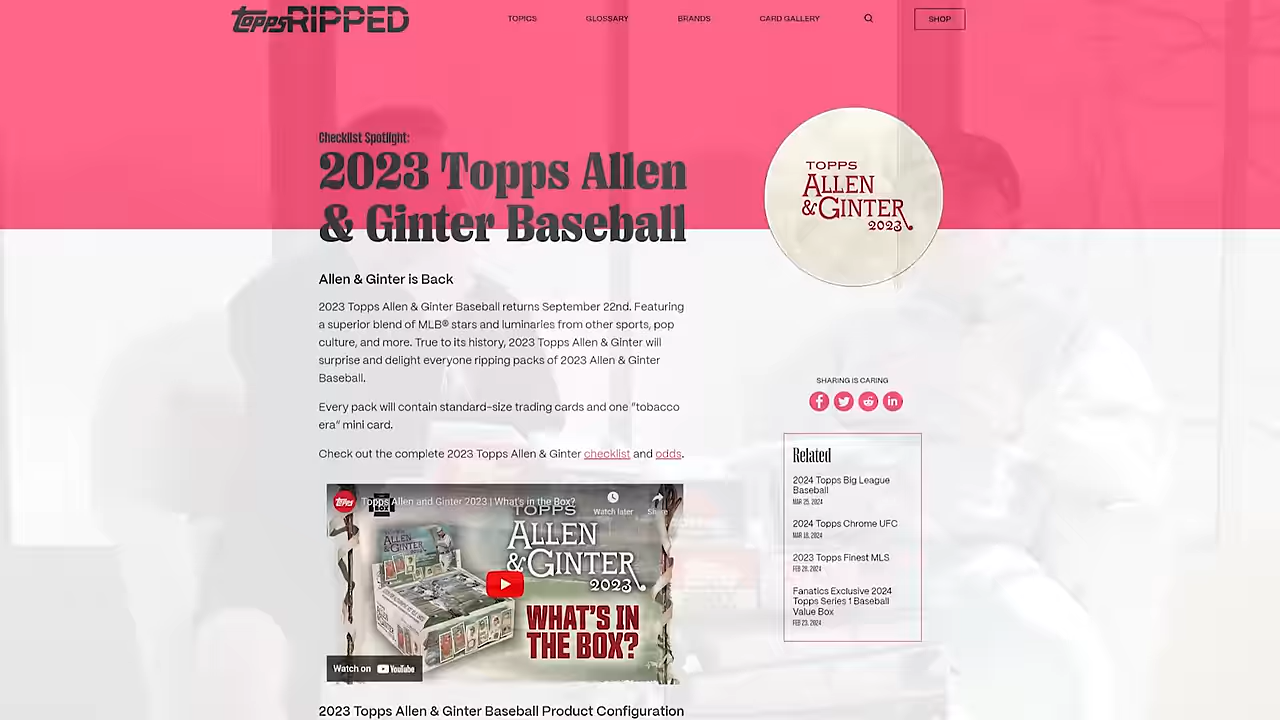 Topps RIPPED
TOPICS
GLOSSARY
BRANDS
CARD GALLERY
SHOP
Checklist Spotlight:
2023 Topps Allen
& Ginter Baseball
TOPPS
ALLEN
& GINTER
2023
Allen & Ginter is Back
2023 Topps Allen & Ginter Baseball returns September 22nd. Featuring
a superior blend of MLB® stars and luminaries from other sports, pop
culture, and more. True to its history, 2023 Topps Allen & Ginter will
surprise and delight everyone ripping packs of 2023 Allen & Ginter
Baseball.
Every pack will contain standard-size trading cards and one "tobacco
era" mini card.
Check out the complete 2023 Topps Allen & Ginter checklist and odds.
SHARING IS CARING
Related
2024 Topps Big League
Baseball
MAR 25, 2024
2024 Topps Chrome UFC
MAR 18, 2024
2023 Topps Finest MLS
FEB 28, 2024
Fanatics Exclusive 2024
Topps Series 1 Baseball
Value Box
FEB 23, 2024
Topps
Topps Allen and Ginter 2023 | What's in the Box?
Watch later
Share
TOPPS
ALLEN
& GINTER
2023
ALLEN
& GINTER
WHAT'S IN
THE BOX?
Watch on YouTube
2023 Topps Allen & Ginter Baseball Product Configuration